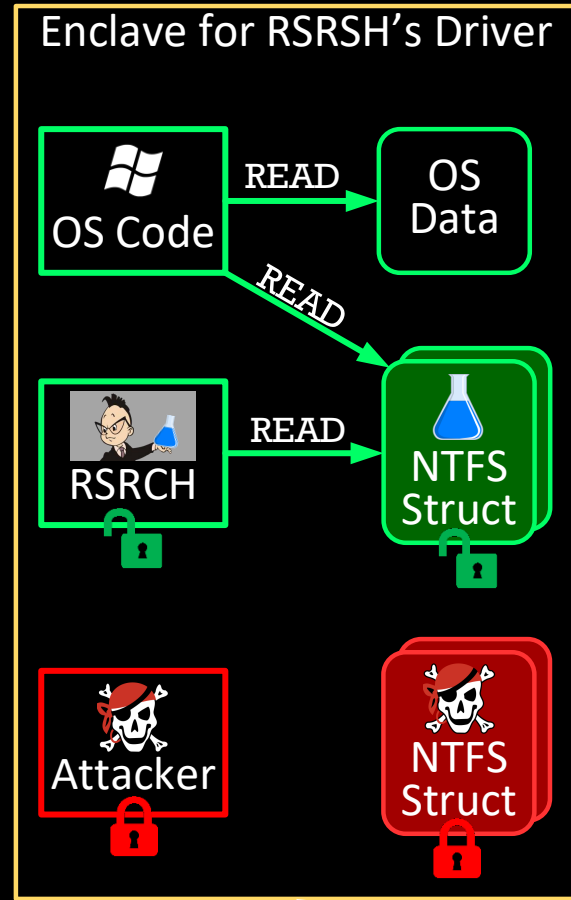 Enclave for RSRSH's Driver
OS Code
READ
OS
Data
READ
RSRCH
READ
NTFS
Struct
Attacker
NTFS
Struct